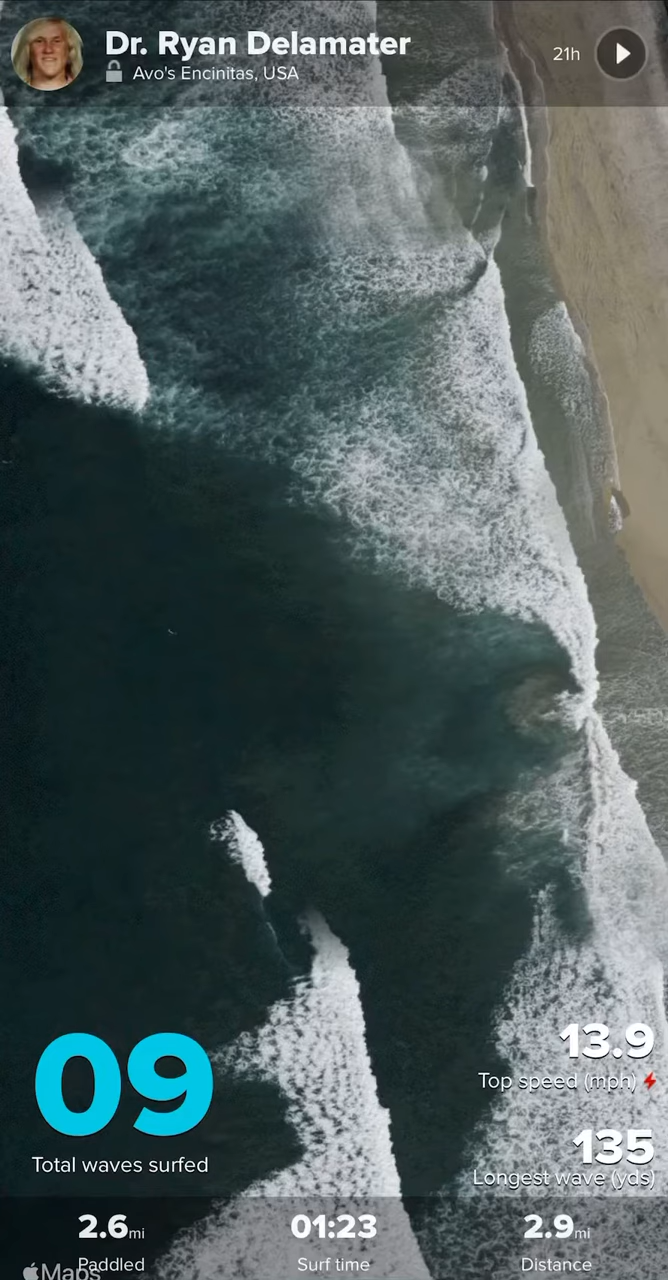 Dr. Ryan Delamater
Avo's Encinitas, USA
21h
09
Total waves surfed
13.9
Top speed (mph)
135
Longest wave (yds)
2.6mi
Paddled
01:23
Surf time
2.9mi
Distance
Maps